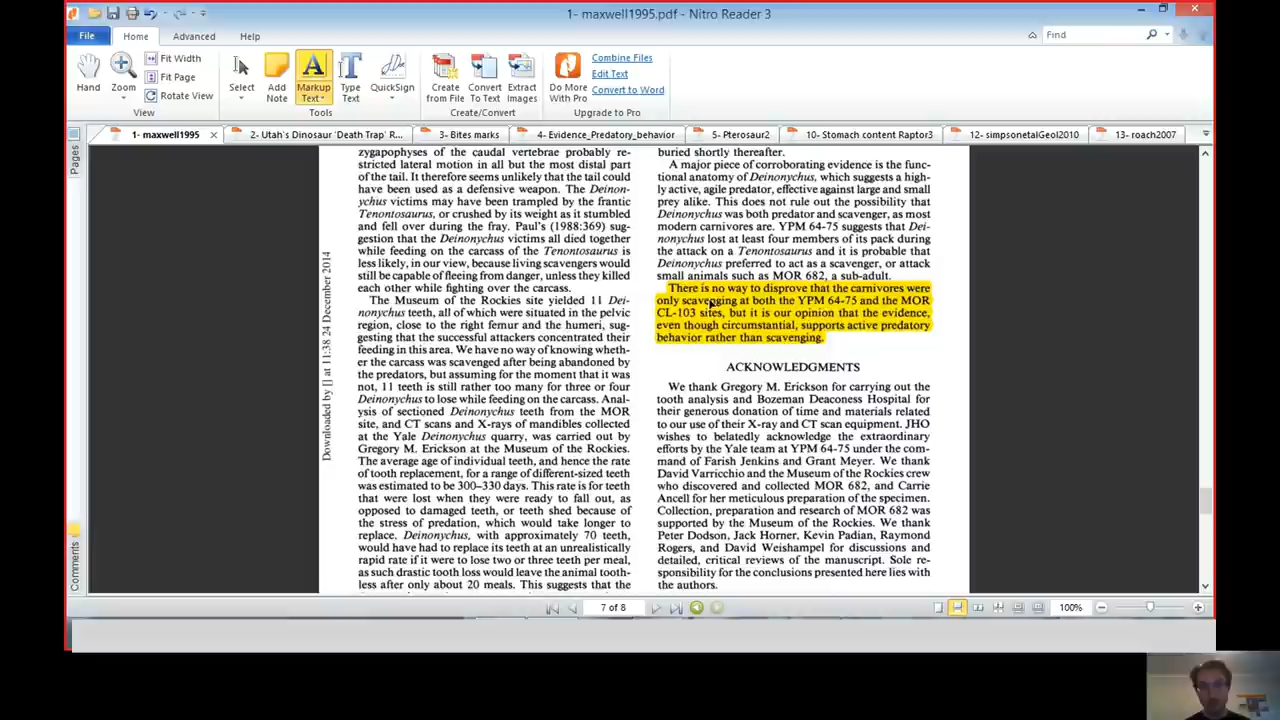 1- maxwell1995.pdf - Nitro Reader 3
File
Home
Advanced
Help
Find
Hand
Zoom
Fit Width
Fit Page
Rotate View
View
Select
Add
Note
Markup
Text
Type
Text
QuickSign
Tools
Create
from File
Convert
To Text
Extract
Images
Create/Convert
Do More
With Pro
Combine Files
Edit Text
Convert to Word
Upgrade to Pro
1- maxwell1995
2- Utah's Dinosaur 'Death Trap' R...
3- Bites marks
4- Evidence_Predatory_behavior
5- Pterosaur2
10- Stomach content Raptor3
12- simpsonetalGeol2010
13- roach2007
Pages
Comments
Downloaded by [] at 11:38 24 December 2014
zygapophyses of the caudal vertebrae probably re-
stricted lateral motion in all but the most distal part
of the tail. It therefore seems unlikely that the tail could
have been used as a defensive weapon. The Deinon-
ychus victims may have been trampled by the frantic
Tenontosaurus, or crushed by its weight as it stumbled
and fell over during the fray. Paul's (1988:369) sug-
gestion that the Deinonychus victims all died together
while feeding on the carcass of the Tenontosaurus is
less likely, in our view, because living scavengers would
still be capable of fleeing from danger, unless they killed
each other while fighting over the carcass.
The Museum of the Rockies site yielded 11 Dei-
nonychus teeth, all of which were situated in the pelvic
region, close to the right femur and the humeri, sug-
gesting that the successful attackers concentrated their
feeding in this area. We have no way of knowing wheth-
er the carcass was scavenged after being abandoned by
the predators, but assuming for the moment that it was
not, 11 teeth is still rather too many for three or four
Deinonychus to lose while feeding on the carcass. Anal-
ysis of sectioned Deinonychus teeth from the MOR
site, and CT scans and X-rays of mandibles collected
at the Yale Deinonychus quarry, was carried out by
Gregory M. Erickson at the Museum of the Rockies.
The average age of individual teeth, and hence the rate
of tooth replacement, for a range of different-sized teeth
was estimated to be 300–330 days. This rate is for teeth
that were lost when they were ready to fall out, as
opposed to damaged teeth, or teeth shed because of
the stress of predation, which would take longer to
replace. Deinonychus, with approximately 70 teeth,
would have had to replace its teeth at an unrealistically
rapid rate if it were to lose two or three teeth per meal,
as such drastic tooth loss would leave the animal tooth-
less after only about 20 meals. This suggests that the
buried shortly thereafter.
A major piece of corroborating evidence is the func-
tional anatomy of Deinonychus, which suggests a high-
ly active, agile predator, effective against large and small
prey alike. This does not rule out the possibility that
Deinonychus was both predator and scavenger, as most
modern carnivores are. YPM 64-75 suggests that Dei-
nonychus lost at least four members of its pack during
the attack on a Tenontosaurus and it is probable that
Deinonychus preferred to act as a scavenger, or attack
small animals such as MOR 682, a sub-adult.
There is no way to disprove that the carnivores were
only scavenging at both the YPM 64-75 and the MOR
CL-103 sites, but it is our opinion that the evidence,
even though circumstantial, supports active predatory
behavior rather than scavenging.
ACKNOWLEDGMENTS
We thank Gregory M. Erickson for carrying out the
tooth analysis and Bozeman Deaconess Hospital for
their generous donation of time and materials related
to our use of their X-ray and CT scan equipment. JHO
wishes to belatedly acknowledge the extraordinary
efforts by the Yale team at YPM 64-75 under the com-
mand of Farish Jenkins and Grant Meyer. We thank
David Varricchio and the Museum of the Rockies crew
who discovered and collected MOR 682, and Carrie
Ancell for her meticulous preparation of the specimen.
Collection, preparation and research of MOR 682 was
supported by the Museum of the Rockies. We thank
Peter Dodson, Jack Horner, Kevin Padian, Raymond
Rogers, and David Weishampel for discussions and
detailed, critical reviews of the manuscript. Sole re-
sponsibility for the conclusions presented here lies with
the authors.
7 of 8
100%